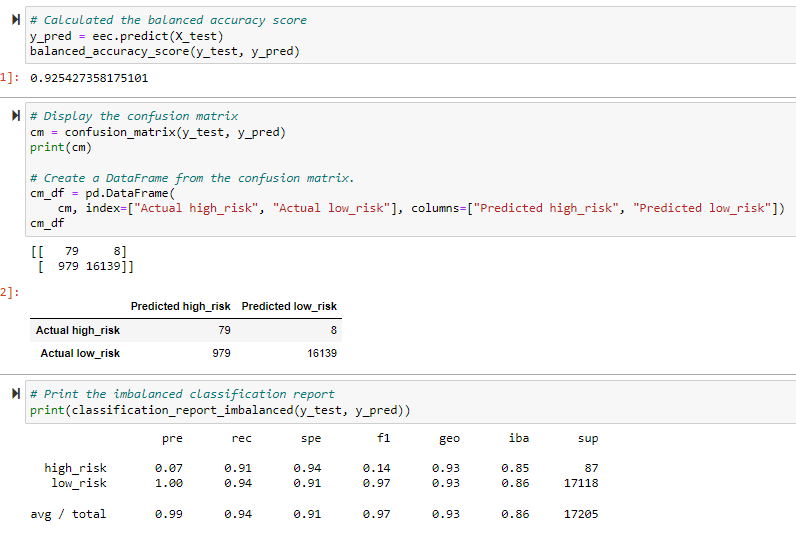 # Calculated the balanced accuracy score
y_pred = eec.predict(X_test)
balanced_accuracy_score(y_test, y_pred)
1]: 0.925427358175101
# Display the confusion matrix
cm = confusion_matrix(y_test, y_pred)
print(cm)
# Create a DataFrame from the confusion matrix.
cm_df = pd.DataFrame(
    cm, index=["Actual high_risk", "Actual low_risk"], columns=["Predicted high_risk", "Predicted low_risk"])
cm_df
[[   79     8]
 [  979 16139]]
2]:
Predicted high_risk Predicted low_risk
Actual high_risk 79 8
Actual low_risk 979 16139
# Print the imbalanced classification report
print(classification_report_imbalanced(y_test, y_pred))
pre rec spe f1 geo iba sup
high_risk 0.07 0.91 0.94 0.14 0.93 0.85 87
low_risk 1.00 0.94 0.91 0.97 0.93 0.86 17118
avg / total 0.99 0.94 0.91 0.97 0.93 0.86 17205